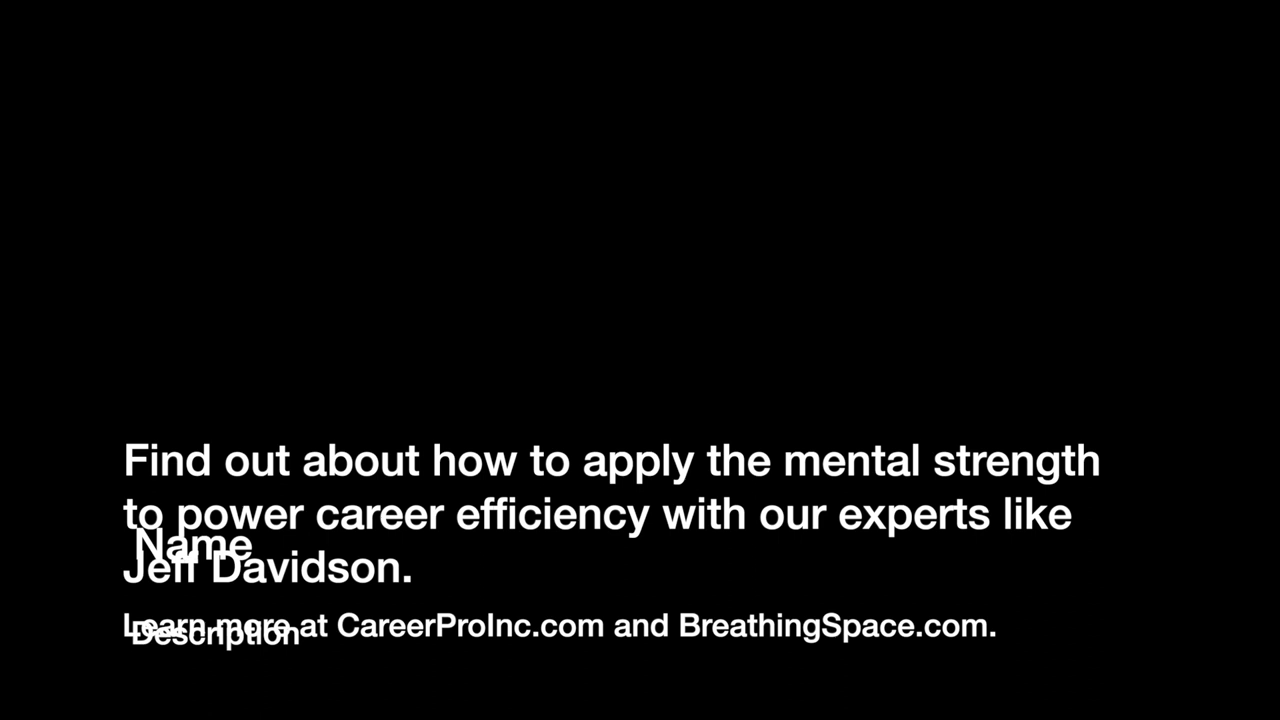 Find out about how to apply the mental strength
to power career efficiency with our experts like
Name
Jeff Davidson.
Learn more at CareerProInc.com and BreathingSpace.com.
Description